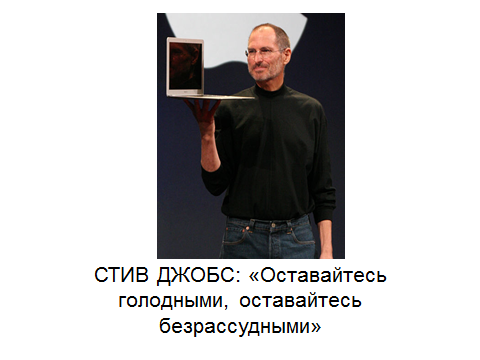 СТИВ ДЖОБС: «Оставайтесь
голодными, оставайтесь
безрассудными»